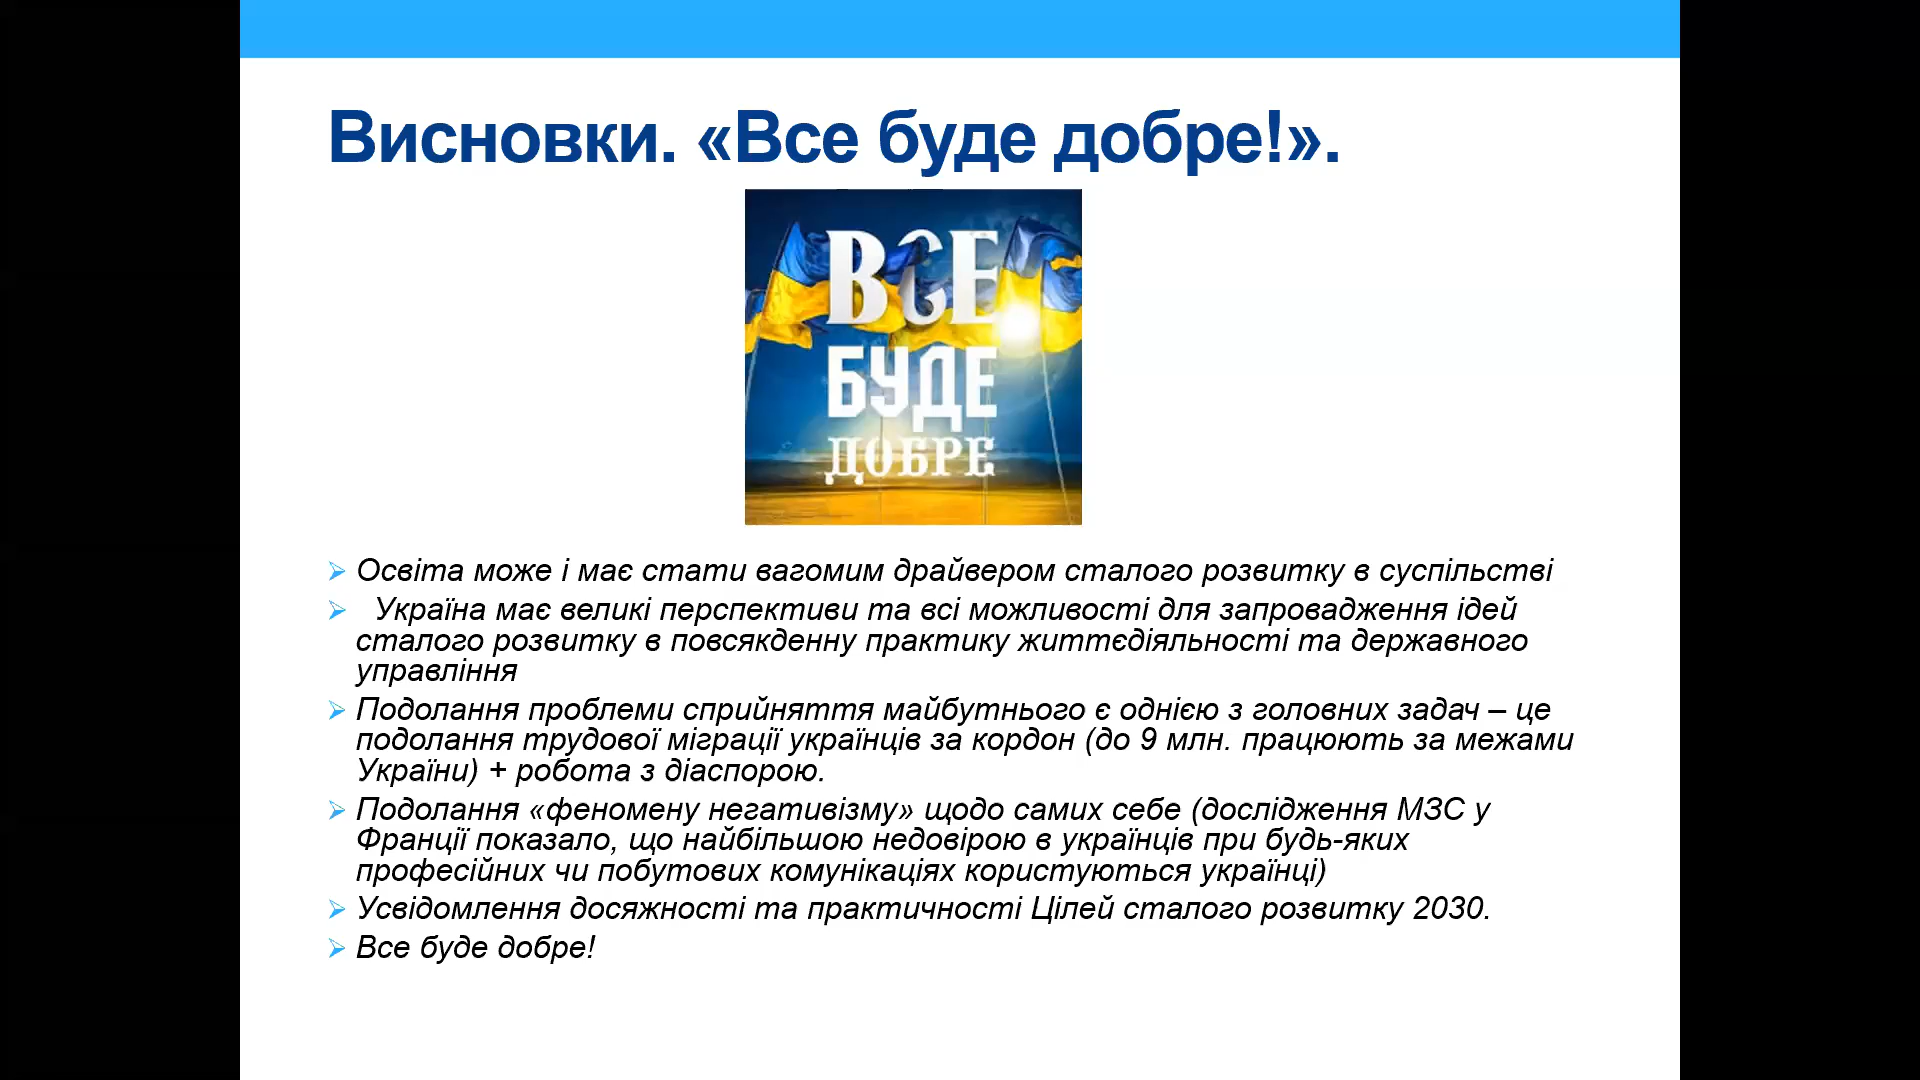 Висновки. «Все буде добре!».
ВСЕ
БУДЕ
ДОБРЕ
Освіта може і має стати вагомим драйвером сталого розвитку в суспільстві
Україна має великі перспективи та всі можливості для запровадження ідей
сталого розвитку в повсякденну практику життєдіяльності та державного
управління
Подолання проблеми сприйняття майбутнього є однією з головних задач – це
подолання трудової міграції українців за кордон (до 9 млн. працюють за межами
України) + робота з діаспорою.
Подолання «феномену негативізму» щодо самих себе (дослідження МЗС у
Франції показало, що найбільшою недовірою в українців при будь-яких
професійних чи побутових комунікаціях користуються українці)
Усвідомлення досяжності та практичності Цілей сталого розвитку 2030.
Все буде добре!